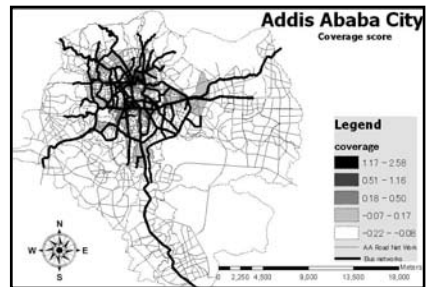 Addis Ababa City
Coverage score
Legend
coverage
1.17 - 2.58
0.51 - 1.16
0.18 - 0.50
-0.07 - 0.17
-0.22 - -0.08
AA Road Net Work
Bus networks
N
W
E
S
0 2,250 4,500 9,000 13,500 18,000
Meters